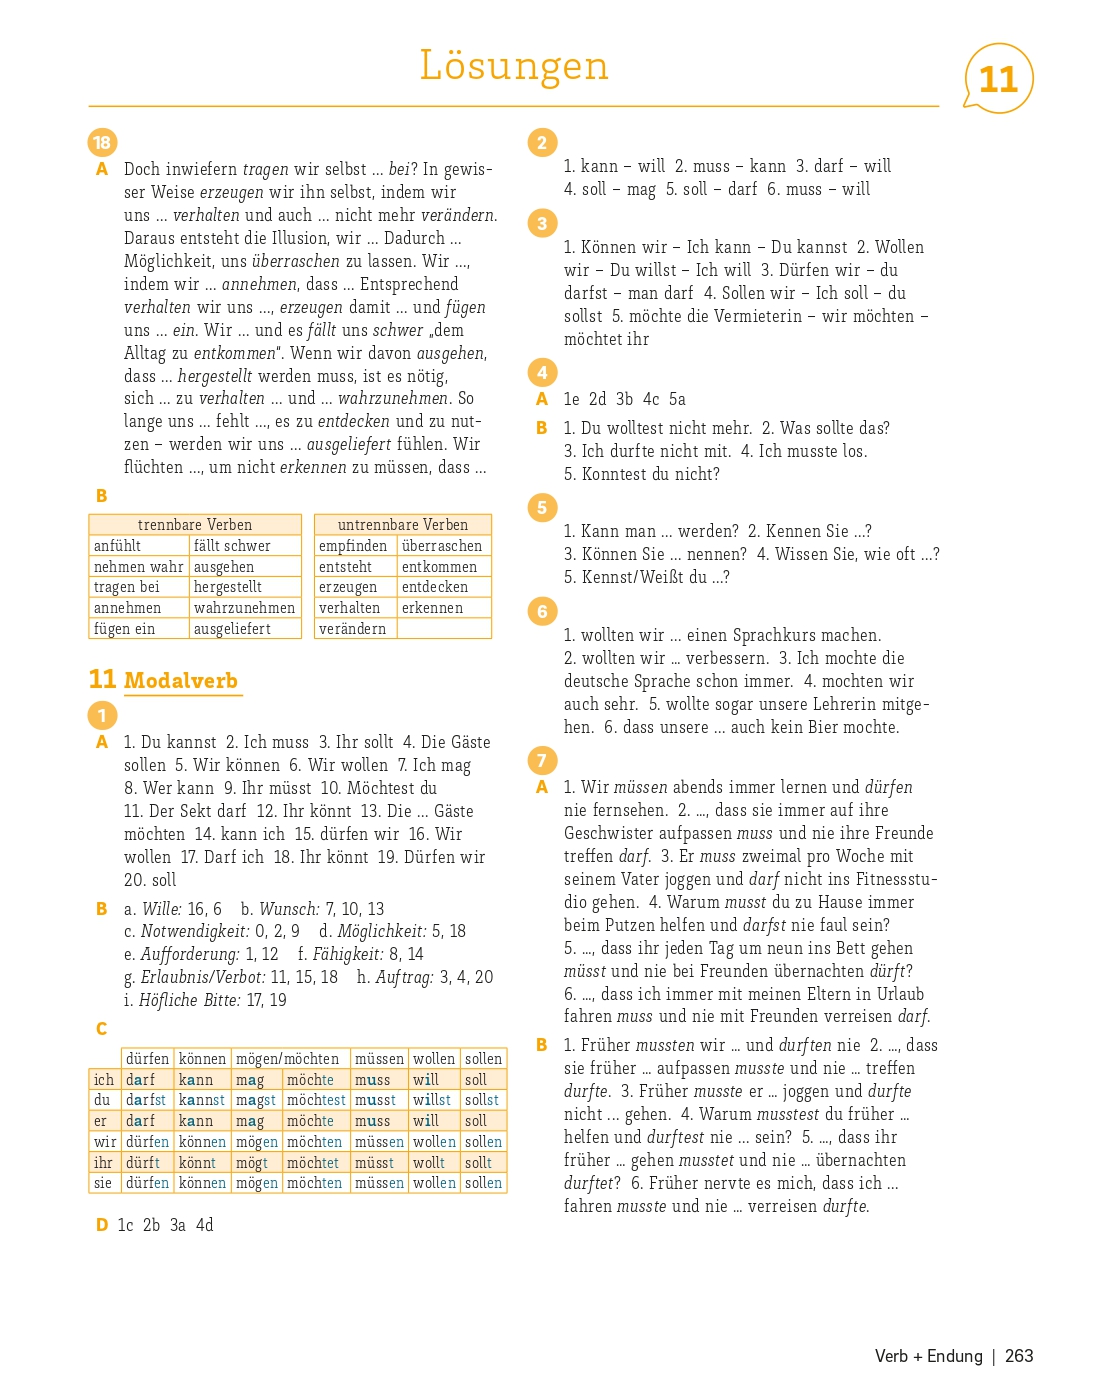 Lösungen
11
18
A Doch inwiefern tragen wir selbst ... bei? In gewis-
ser Weise erzeugen wir ihn selbst, indem wir
uns ... verhalten und auch ... nicht mehr verändern.
Daraus entsteht die Illusion, wir ... Dadurch ...
Möglichkeit, uns überraschen zu lassen. Wir ...,
indem wir ... annehmen, dass ... Entsprechend
verhalten wir uns ..., erzeugen damit ... und fügen
uns ... ein. Wir ... und es fällt uns schwer „dem
Alltag zu entkommen“. Wenn wir davon ausgehen,
dass ... hergestellt werden muss, ist es nötig,
sich ... zu verhalten ... und ... wahrzunehmen. So
lange uns ... fehlt ..., es zu entdecken und zu nut-
zen – werden wir uns ... ausgeliefert fühlen. Wir
flüchten ..., um nicht erkennen zu müssen, dass ...
B
trennbare Verben
anfühlt fällt schwer
nehmen wahr ausgehen
tragen bei hergestellt
annehmen wahrzunehmen
fügen ein ausgeliefert
untrennbare Verben
empfinden überraschen
entsteht entkommen
erzeugen entdecken
verhalten erkennen
verändern
11 Modalverb
1
A 1. Du kannst 2. Ich muss 3. Ihr sollt 4. Die Gäste
sollen 5. Wir können 6. Wir wollen 7. Ich mag
8. Wer kann 9. Ihr müsst 10. Möchtest du
11. Der Sekt darf 12. Ihr könnt 13. Die ... Gäste
möchten 14. kann ich 15. dürfen wir 16. Wir
wollen 17. Darf ich 18. Ihr könnt 19. Dürfen wir
20. soll
B a. Wille: 16, 6 b. Wunsch: 7, 10, 13
c. Notwendigkeit: 0, 2, 9 d. Möglichkeit: 5, 18
e. Aufforderung: 1, 12 f. Fähigkeit: 8, 14
g. Erlaubnis/Verbot: 11, 15, 18 h. Auftrag: 3, 4, 20
i. Höfliche Bitte: 17, 19
C
dürfen können mögen/möchten müssen wollen sollen
ich darf kann mag möchte muss will soll
du darfst kannst magst möchtest musst willst sollst
er darf kann mag möchte muss will soll
wir dürfen können mögen möchten müssen wollen sollen
ihr dürft könnt mögt möchtet müsst wollt sollt
sie dürfen können mögen möchten müssen wollen sollen
D 1c 2b 3a 4d
2
1. kann – will 2. muss – kann 3. darf – will
4. soll – mag 5. soll – darf 6. muss – will
3
1. Können wir – Ich kann – Du kannst 2. Wollen
wir – Du willst – Ich will 3. Dürfen wir – du
darfst – man darf 4. Sollen wir – Ich soll – du
sollst 5. möchte die Vermieterin – wir möchten –
möchtet ihr
4
A 1e 2d 3b 4c 5a
B 1. Du wolltest nicht mehr. 2. Was sollte das?
3. Ich durfte nicht mit. 4. Ich musste los.
5. Konntest du nicht?
5
1. Kann man ... werden? 2. Kennen Sie ...?
3. Können Sie ... nennen? 4. Wissen Sie, wie oft ...?
5. Kennst/Weißt du ...?
6
1. wollten wir ... einen Sprachkurs machen.
2. wollten wir ... verbessern. 3. Ich mochte die
deutsche Sprache schon immer. 4. mochten wir
auch sehr. 5. wollte sogar unsere Lehrerin mitge-
hen. 6. dass unsere ... auch kein Bier mochte.
7
A 1. Wir müssen abends immer lernen und dürfen
nie fernsehen. 2. ..., dass sie immer auf ihre
Geschwister aufpassen muss und nie ihre Freunde
treffen darf. 3. Er muss zweimal pro Woche mit
seinem Vater joggen und darf nicht ins Fitnessstu-
dio gehen. 4. Warum musst du zu Hause immer
beim Putzen helfen und darfst nie faul sein?
5. ..., dass ihr jeden Tag um neun ins Bett gehen
müsst und nie bei Freunden übernachten dürft?
6. ..., dass ich immer mit meinen Eltern in Urlaub
fahren muss und nie mit Freunden verreisen darf.
B 1. Früher mussten wir ... und durften nie 2. ..., dass
sie früher ... aufpassen musste und nie ... treffen
durfte. 3. Früher musste er ... joggen und durfte
nicht ... gehen. 4. Warum musstest du früher ...
helfen und durftest nie ... sein? 5. ..., dass ihr
früher ... gehen musstet und nie ... übernachten
durftet? 6. Früher nervte es mich, dass ich ...
fahren musste und nie ... verreisen durfte.
Verb + Endung | 263